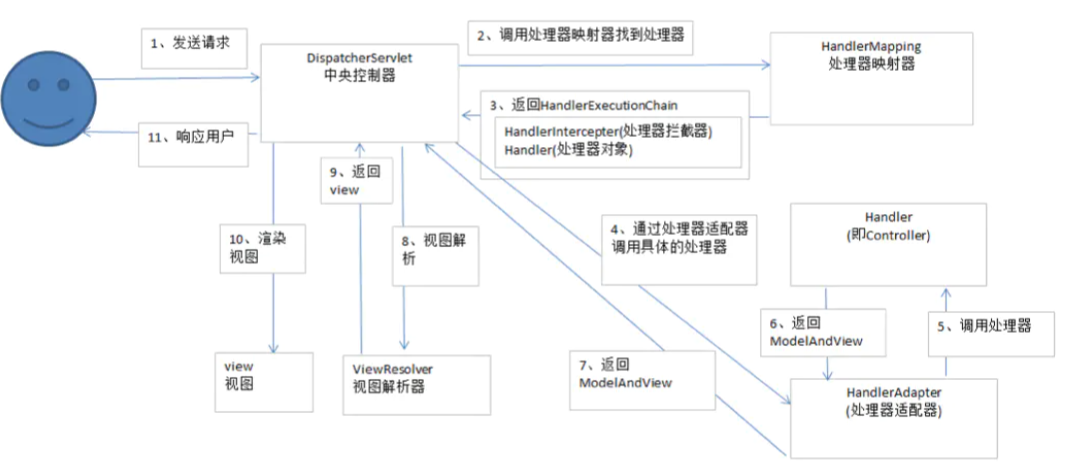 1、发送请求
DispatcherServlet
中央控制器
2、调用处理器映射器找到处理器
HandlerMapping
处理器映射器
3、返回HandlerExecutionChain
HandlerIntercepter(处理器拦截器)
Handler(处理器对象)
11、响应用户
9、返回
view
10、渲染
视图
8、视图解
析
4、通过处理器适配器
调用具体的处理器
Handler
(即Controller)
6、返回
ModelAndView
5、调用处理器
7、返回
ModelAndView
view
视图
ViewResolver
视图解析器
HandlerAdapter
(处理器适配器)